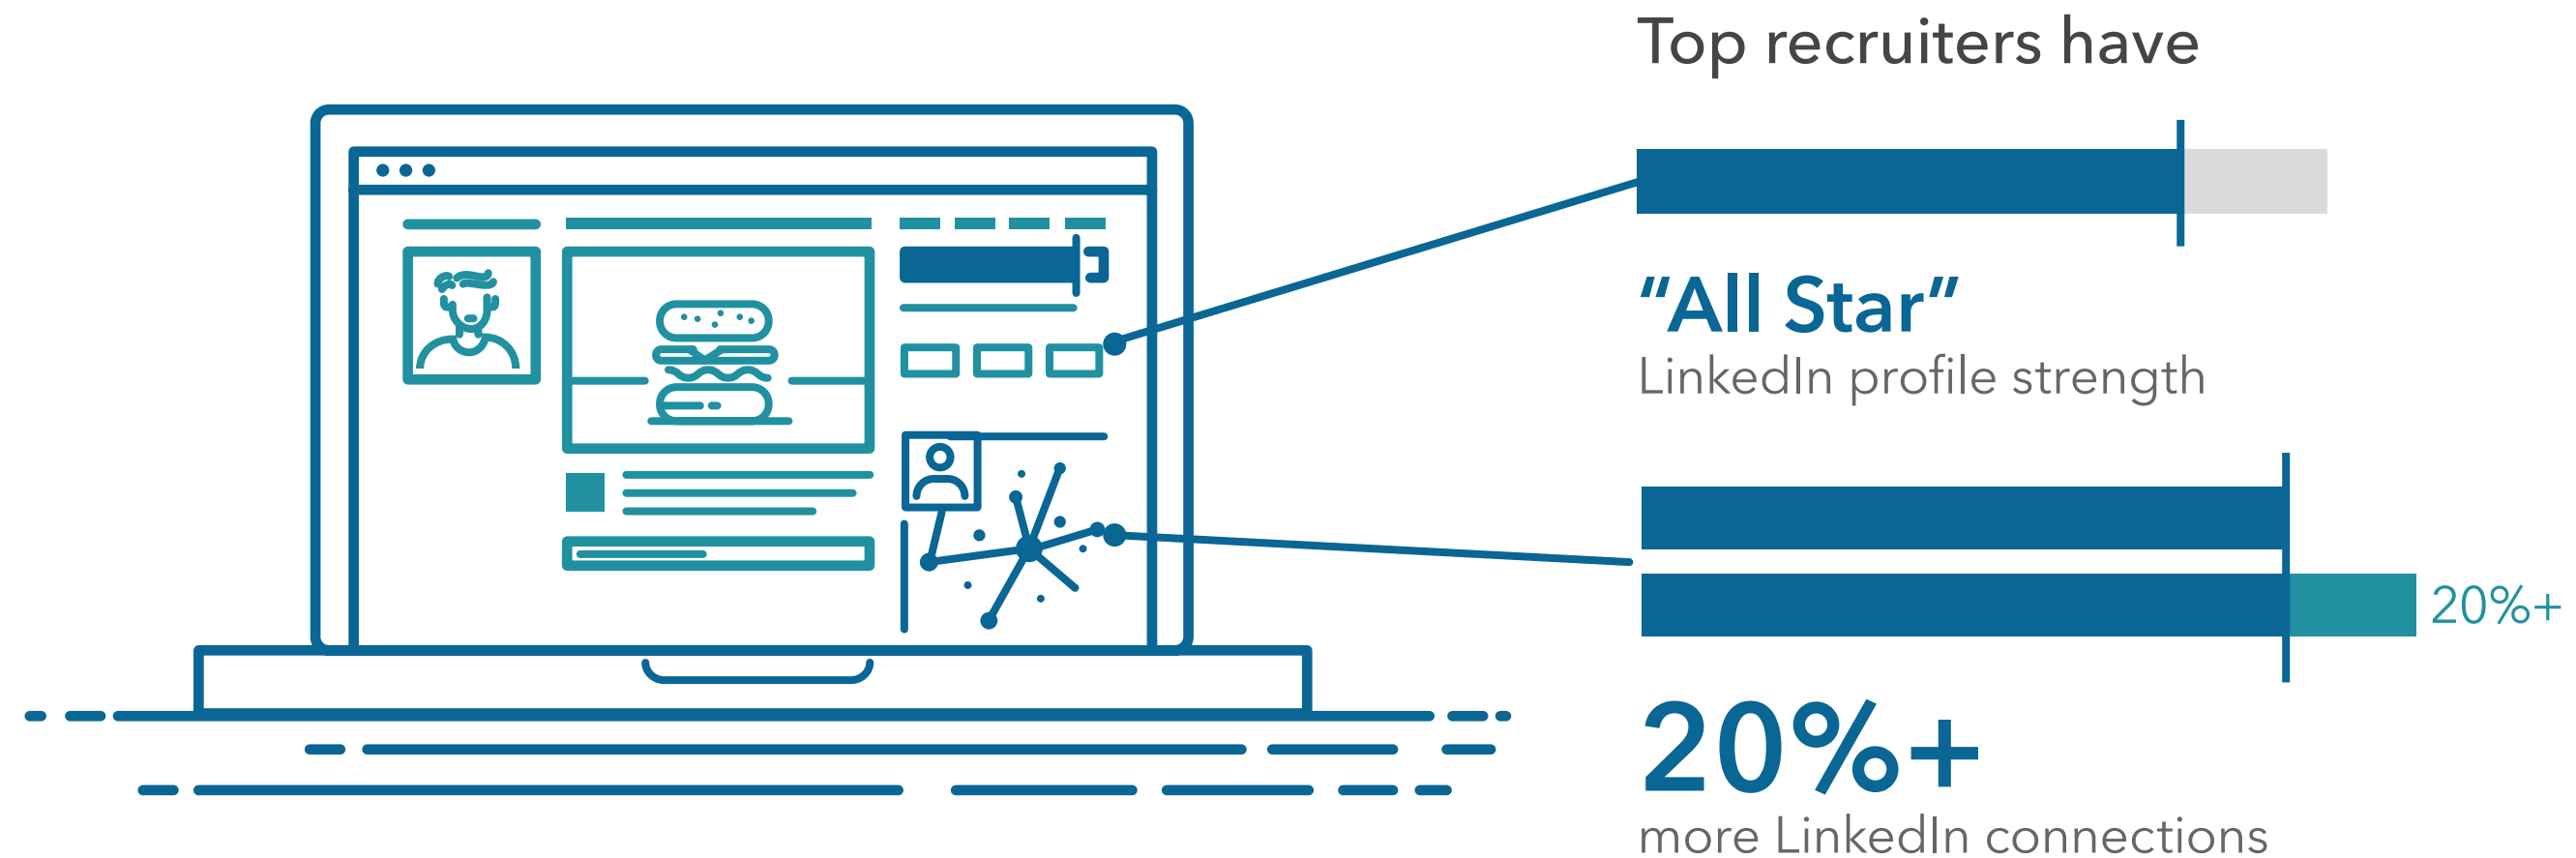 Top recruiters have
“All Star”
LinkedIn profile strength
20%+
20%+
more LinkedIn connections